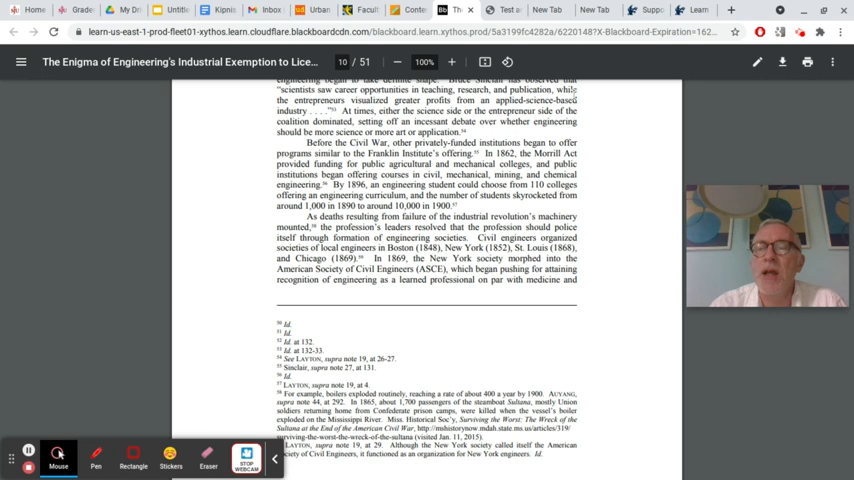 Home
Grade
My Dri
Untitle
Kipnis
Inbox
Urban
Facult
Conte
The
Test a
New Tab
New Tab
Suppo
Learn
learn-us-east-1-prod-fleet01-xythos.learn.cloudflare.blackboardcdn.com/blackboard.learn.xythos.prod/5a3199fc4282a/6220148?X-Blackboard-Expiration=162...
The Enigma of Engineering's Industrial Exemption to Lice...
10 / 51
100%
engineering began to take definite shape. Bruce Sinclair has observed that
“scientists saw career opportunities in teaching, research, and publication, while
the entrepreneurs visualized greater profits from an applied-science-based
industry . . . .”53 At times, either the science side or the entrepreneur side of the
coalition dominated, setting off an incessant debate over whether engineering
should be more science or more art or application.54
Before the Civil War, other privately-funded institutions began to offer
programs similar to the Franklin Institute’s offering.55 In 1862, the Morrill Act
provided funding for public agricultural and mechanical colleges, and public
institutions began offering courses in civil, mechanical, mining, and chemical
engineering.56 By 1896, an engineering student could choose from 110 colleges
offering an engineering curriculum, and the number of students skyrocketed from
around 1,000 in 1890 to around 10,000 in 1900.57
As deaths resulting from failure of the industrial revolution’s machinery
mounted,58 the profession’s leaders resolved that the profession should police
itself through formation of engineering societies. Civil engineers organized
societies of local engineers in Boston (1848), New York (1852), St. Louis (1868),
and Chicago (1869).59 In 1869, the New York society morphed into the
American Society of Civil Engineers (ASCE), which began pushing for attaining
recognition of engineering as a learned professional on par with medicine and
50 Id.
51 Id.
52 Id. at 132.
53 Id. at 132-33.
54 See LAYTON, supra note 19, at 26-27.
55 Sinclair, supra note 27, at 131.
56 Id.
57 LAYTON, supra note 19, at 4.
58 For example, boilers exploded routinely, reaching a rate of about 400 a year by 1900. AUYANG,
supra note 44, at 292. In 1865, about 1,700 passengers of the steamboat Sultana, mostly Union
soldiers returning home from Confederate prison camps, were killed when the vessel’s boiler
exploded on the Mississippi River. Miss. Historical Soc’y, Surviving the Worst: The Wreck of the
Sultana at the End of the American Civil War, http://mshistorynow.mdah.state.ms.us/articles/319/
surviving-the-worst-the-wreck-of-the-sultana (visited Jan. 11, 2015).
LAYTON, supra note 19, at 29. Although the New York society called itself the American
Society of Civil Engineers, it functioned as an organization for New York engineers. Id.
Mouse
Pen
Rectangle
Stickers
Eraser
STOP
WEBCAM